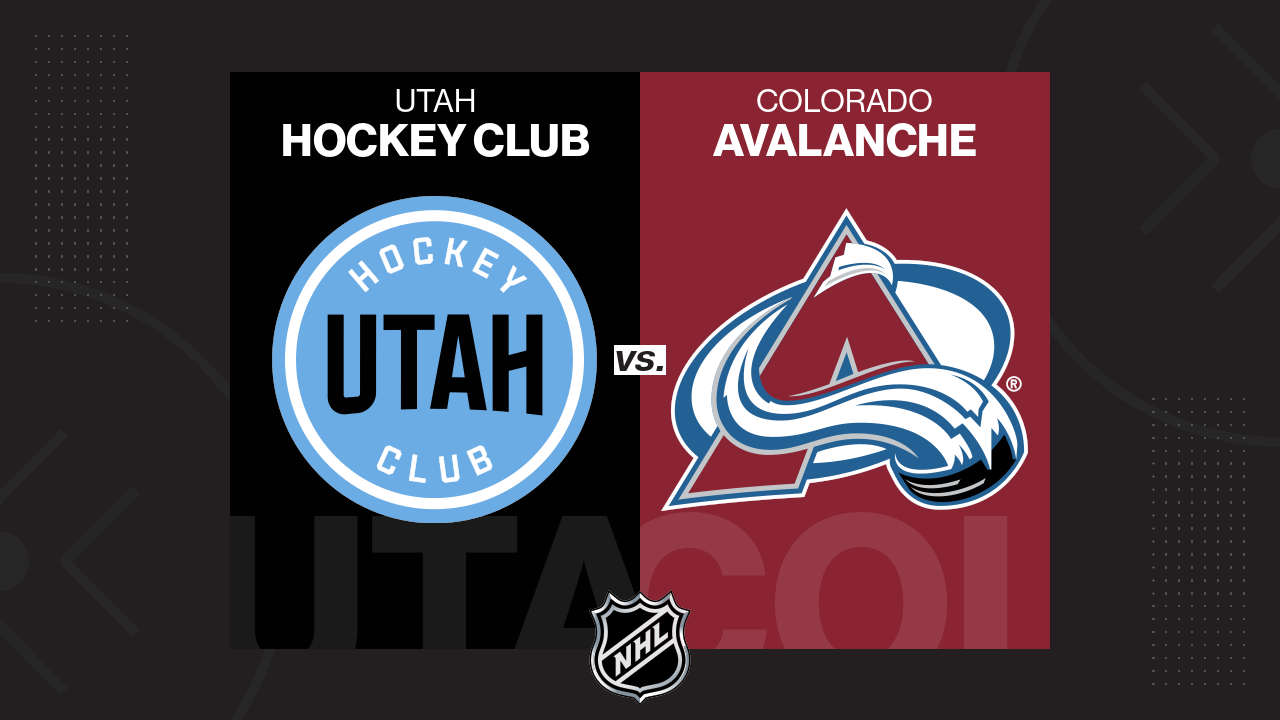 UTAH
HOCKEY CLUB
COLORADO
AVALANCHE
HOCKEY
UTAH
CLUB
vs.
A
®
UTA
COL
NHL